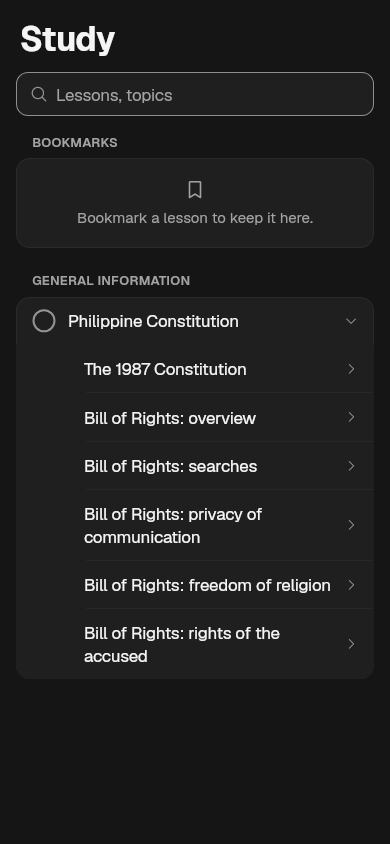 Study
Lessons, topics
BOOKMARKS
Bookmark a lesson to keep it here.
GENERAL INFORMATION
Philippine Constitution
The 1987 Constitution
Bill of Rights: overview
Bill of Rights: searches
Bill of Rights: privacy of
communication
Bill of Rights: freedom of religion
Bill of Rights: rights of the
accused